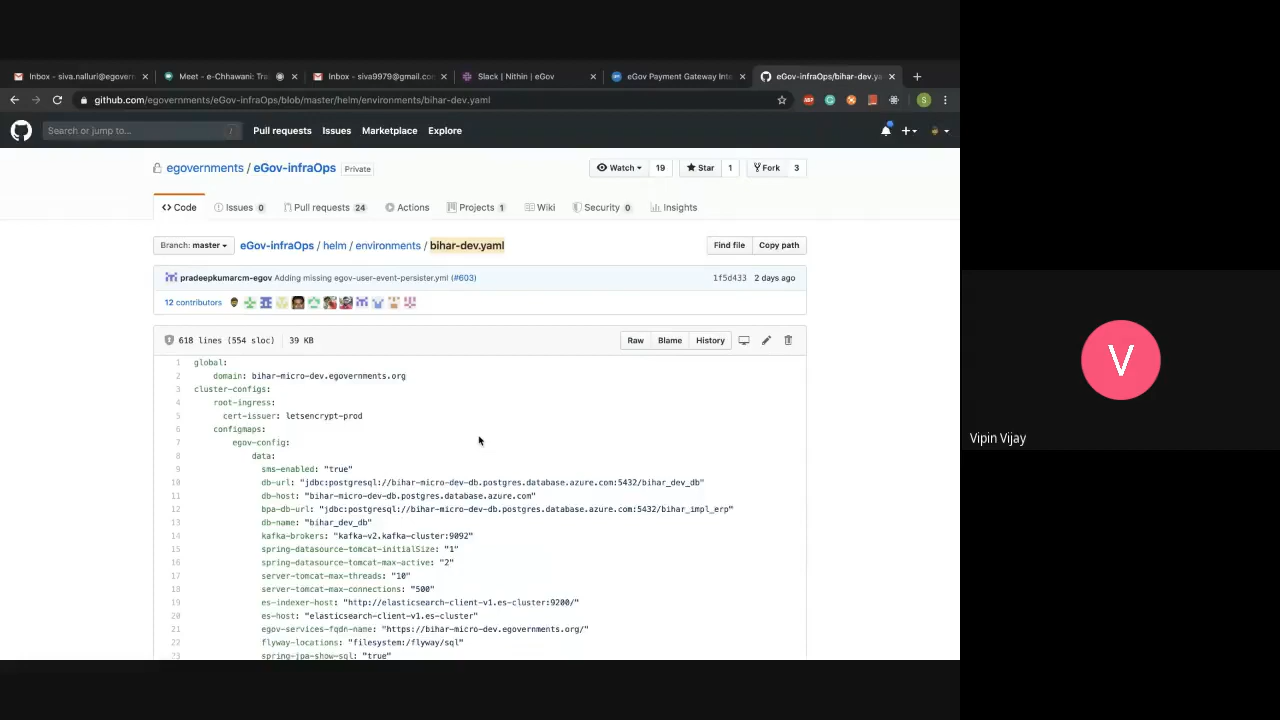 Inbox - siva.nalluri@egovern
Meet - e-Chhawani: Tra
Inbox - siva9979@gmail.co
Slack | Nithin | eGov
eGov Payment Gateway Inte
eGov-infraOps/bihar-dev.ya
github.com/egovernments/eGov-infraOps/blob/master/helm/environments/bihar-dev.yaml
ABP
S
Search or jump to...
/
Pull requests
Issues
Marketplace
Explore
egovernments / eGov-infraOps Private
Watch 19
Star 1
Fork 3
<> Code
Issues 0
Pull requests 24
Actions
Projects 1
Wiki
Security 0
Insights
Branch: master
eGov-infraOps / helm / environments / bihar-dev.yaml
Find file
Copy path
pradeepkumarcm-egov Adding missing egov-user-event-persister.yml (#603)
1f5d433 2 days ago
12 contributors
618 lines (554 sloc) 39 KB
Raw
Blame
History
1 global:
2 domain: bihar-micro-dev.egovernments.org
3 cluster-configs:
4 root-ingress:
5 cert-issuer: letsencrypt-prod
6 configmaps:
7 egov-config:
8 data:
9 sms-enabled: "true"
10 db-url: "jdbc:postgresql://bihar-micro-dev-db.postgres.database.azure.com:5432/bihar_dev_db"
11 db-host: "bihar-micro-dev-db.postgres.database.azure.com"
12 bpa-db-url: "jdbc:postgresql://bihar-micro-dev-db.postgres.database.azure.com:5432/bihar_impl_erp"
13 db-name: "bihar_dev_db"
14 kafka-brokers: "kafka-v2.kafka-cluster:9092"
15 spring-datasource-tomcat-initialSize: "1"
16 spring-datasource-tomcat-max-active: "2"
17 server-tomcat-max-threads: "10"
18 server-tomcat-max-connections: "500"
19 es-indexer-host: "http://elasticsearch-client-v1.es-cluster:9200/"
20 es-host: "elasticsearch-client-v1.es-cluster"
21 egov-services-fqdn-name: "https://bihar-micro-dev.egovernments.org/"
22 flyway-locations: "filesystem:/flyway/sql"
23 spring-jpa-show-sql: "true"
V
Vipin Vijay